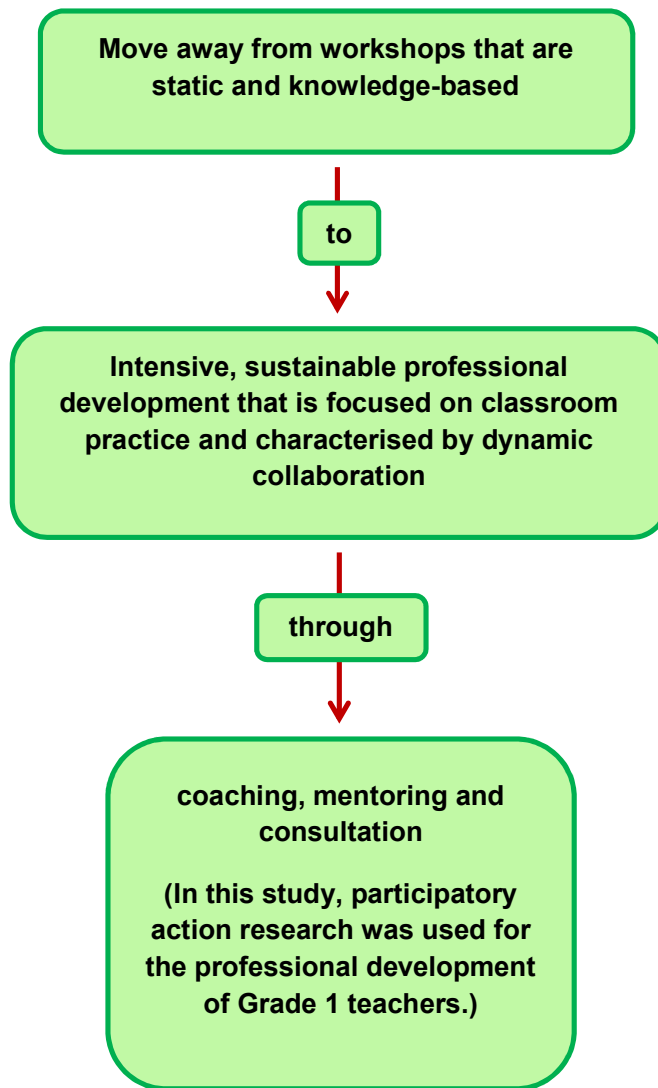 Move away from workshops that are
static and knowledge-based
to
Intensive, sustainable professional
development that is focused on classroom
practice and characterised by dynamic
collaboration
through
coaching, mentoring and
consultation
(In this study, participatory
action research was used for
the professional development
of Grade 1 teachers.)